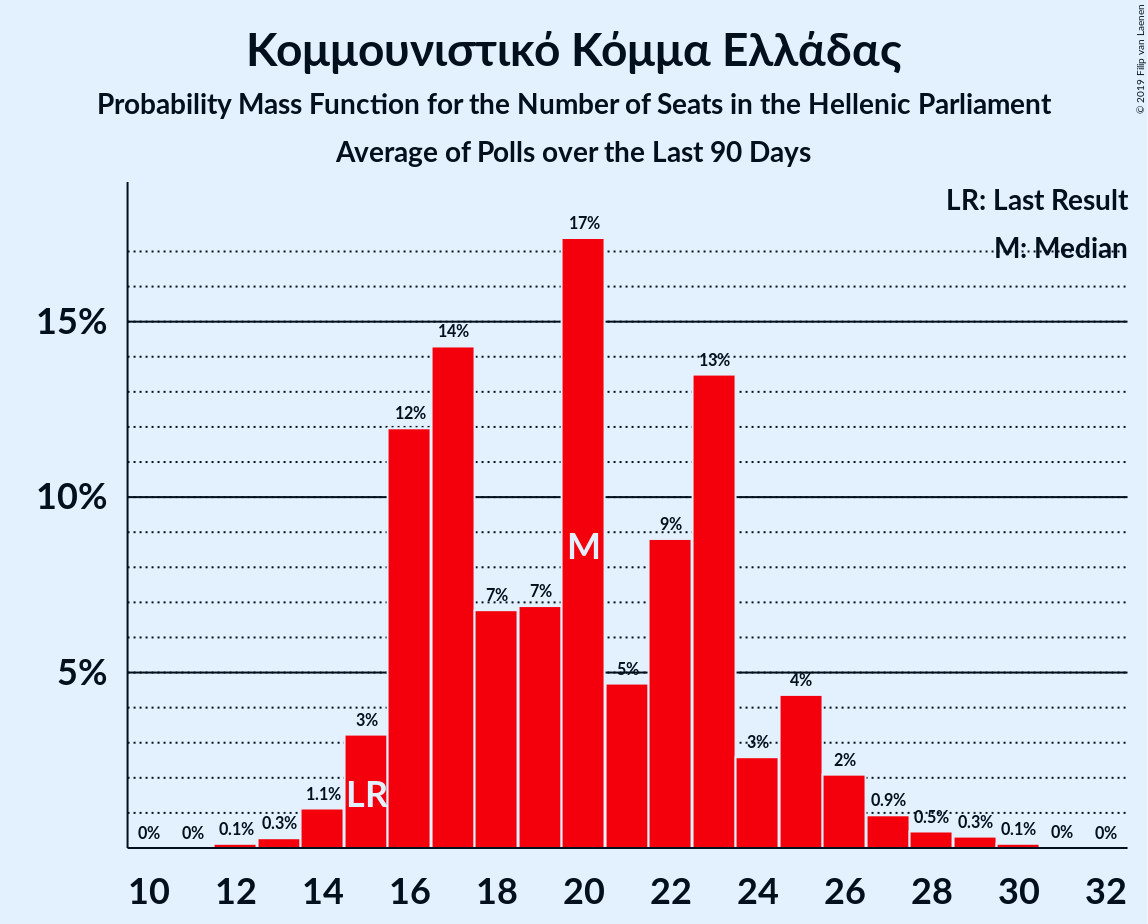 Κομμουνιστικό Κόμμα Ελλάδας
Probability Mass Function for the Number of Seats in the Hellenic Parliament
Average of Polls over the Last 90 Days
© 2019 Filip van Laenen
LR: Last Result
M: Median
15%
10%
5%
0%
0%
0.1%
0.3%
1.1%
3%
12%
14%
7%
7%
17%
5%
9%
13%
3%
4%
2%
0.9%
0.5%
0.3%
0.1%
0%
0%
LR
M
10 12 14 16 18 20 22 24 26 28 30 32